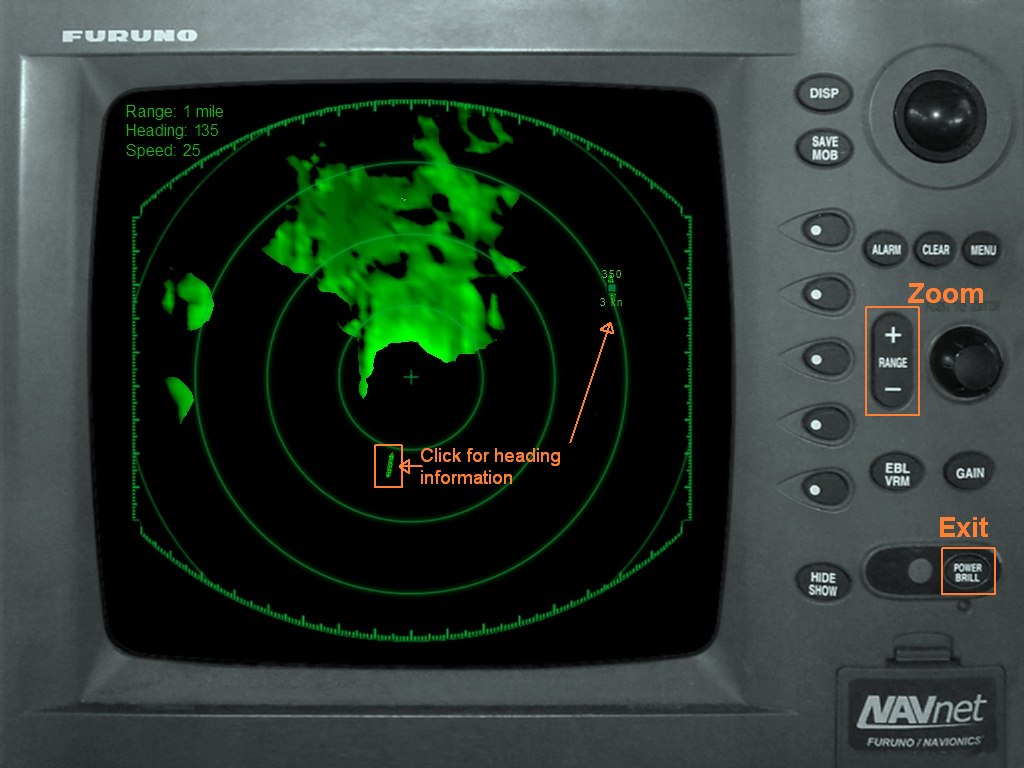 FURUNO
Range: 1 mile
Heading: 135
Speed: 25
350
3 kn
Click for heading
information
DISP
SAVE
MOB
ALARM
CLEAR
MENU
Zoom
+
RANGE
−
EBL
VRM
GAIN
Exit
HIDE
SHOW
POWER
BRILL
NAVnet
FURUNO / NAVIONICS